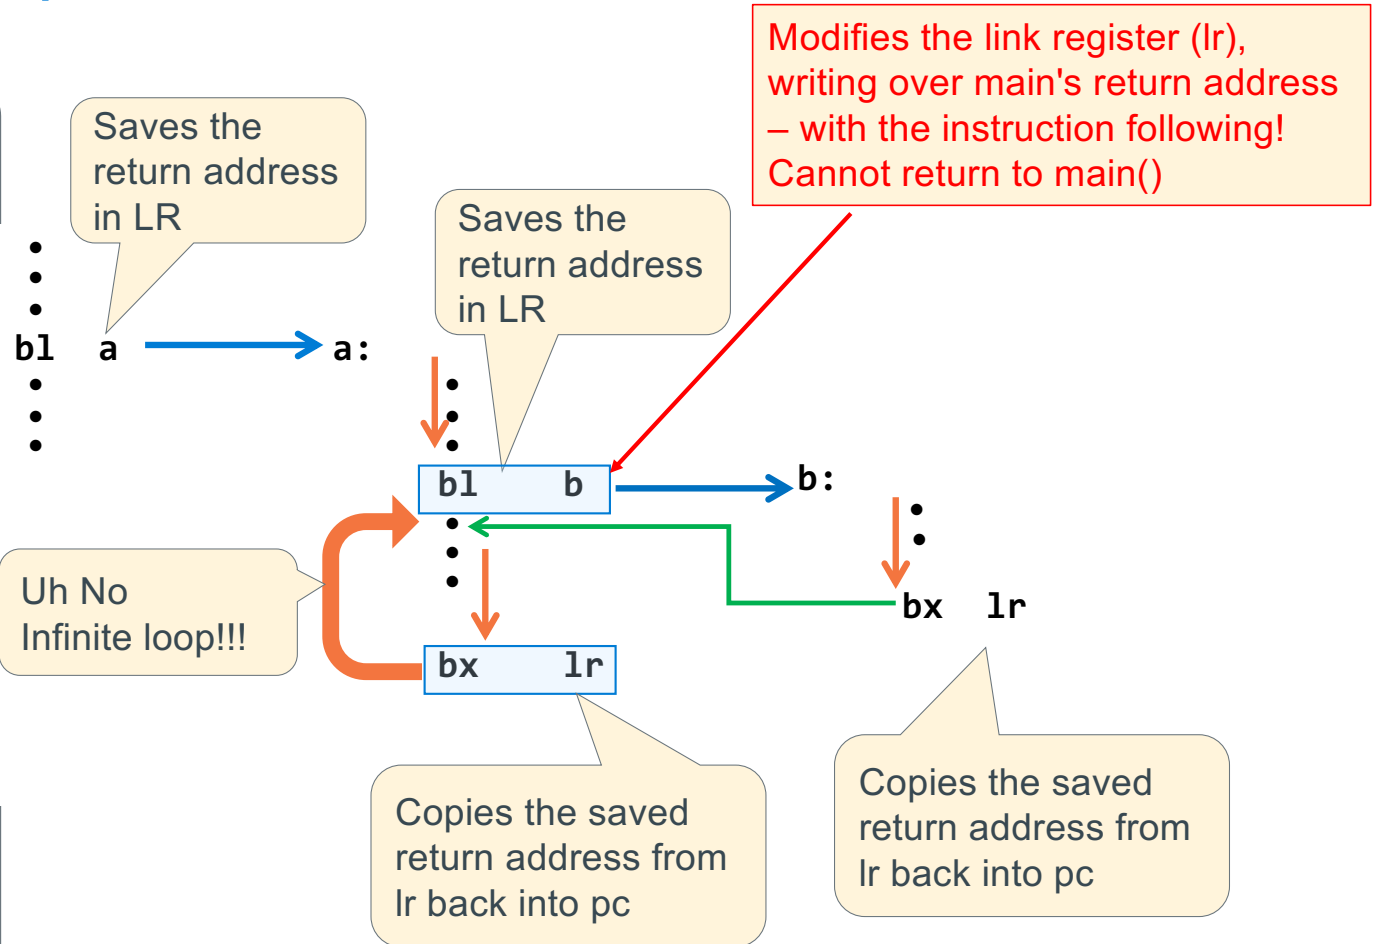 Modifies the link register (lr),
writing over main's return address
– with the instruction following!
Cannot return to main()
Saves the
return address
in LR
Saves the
return address
in LR
bl a
a:
bl b
b:
Uh No
Infinite loop!!!
bx lr
bx lr
Copies the saved
return address from
lr back into pc
Copies the saved
return address from
lr back into pc